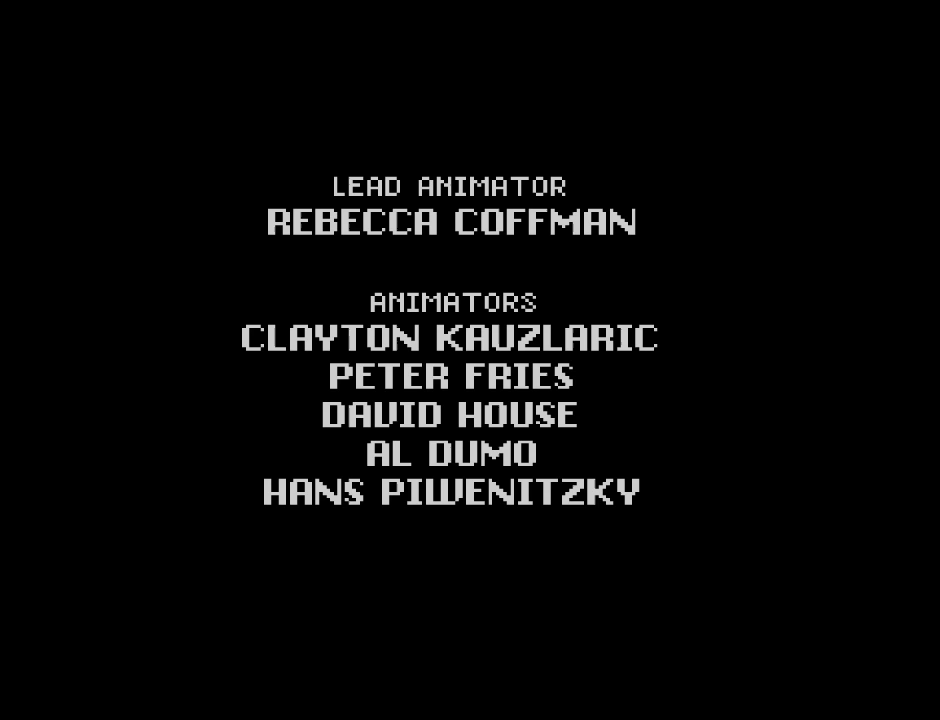 LEAD ANIMATOR
REBECCA COFFMAN
ANIMATORS
CLAYTON KAUZLARIC
PETER FRIES
DAVID HOUSE
AL DUMO
HANS PIWENITZKY